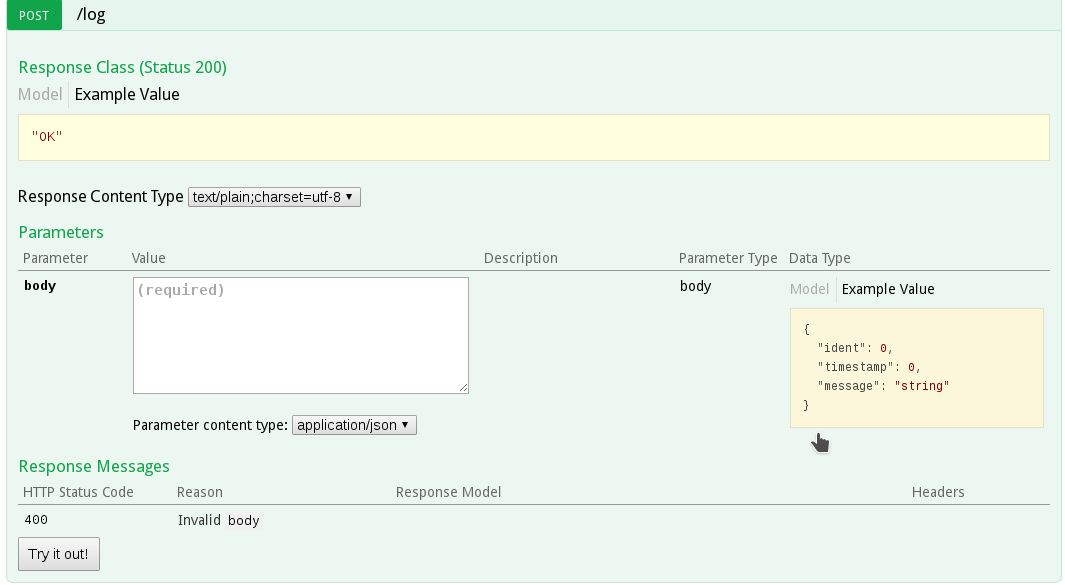 POST /log
Response Class (Status 200)
Model Example Value
"OK"
Response Content Type text/plain;charset=utf-8
Parameters
Parameter Value Description Parameter Type Data Type
body (required) body Model Example Value
{
"ident": 0,
"timestamp": 0,
"message": "string"
}
Parameter content type: application/json
Response Messages
HTTP Status Code Reason Response Model Headers
400 Invalid body
Try it out!